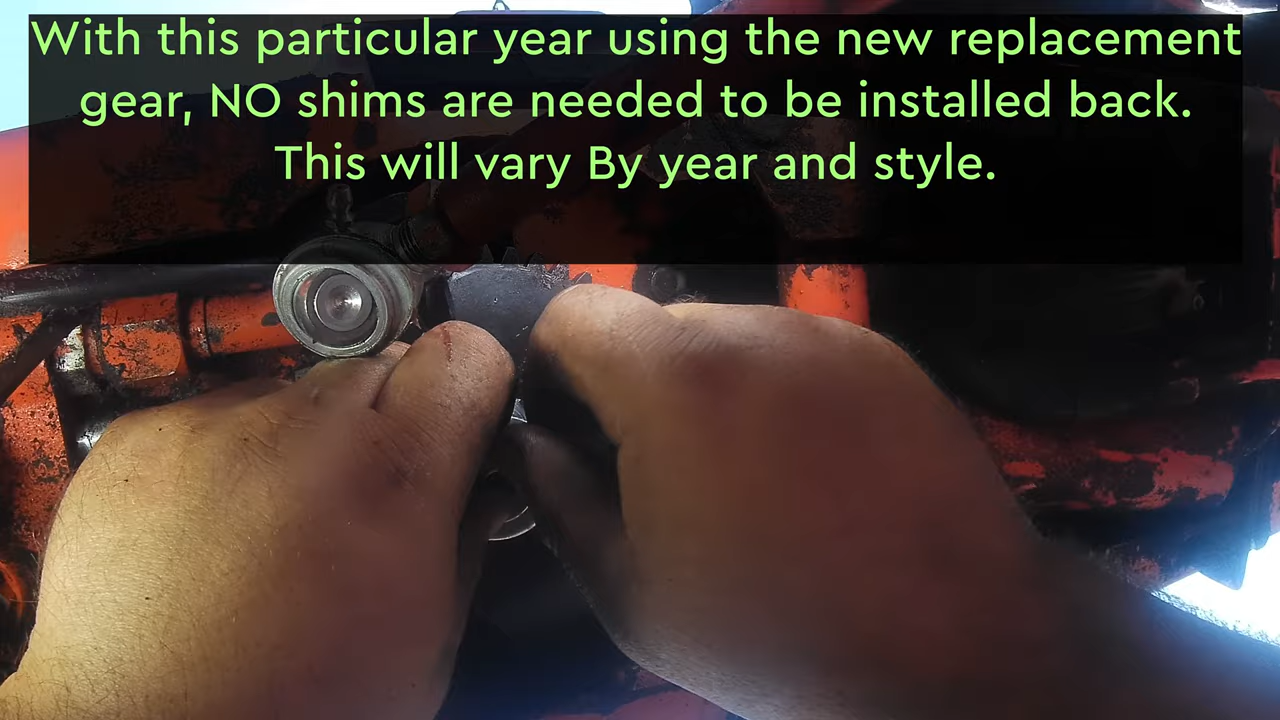 With this particular year using the new replacement
gear, NO shims are needed to be installed back.
This will vary By year and style.